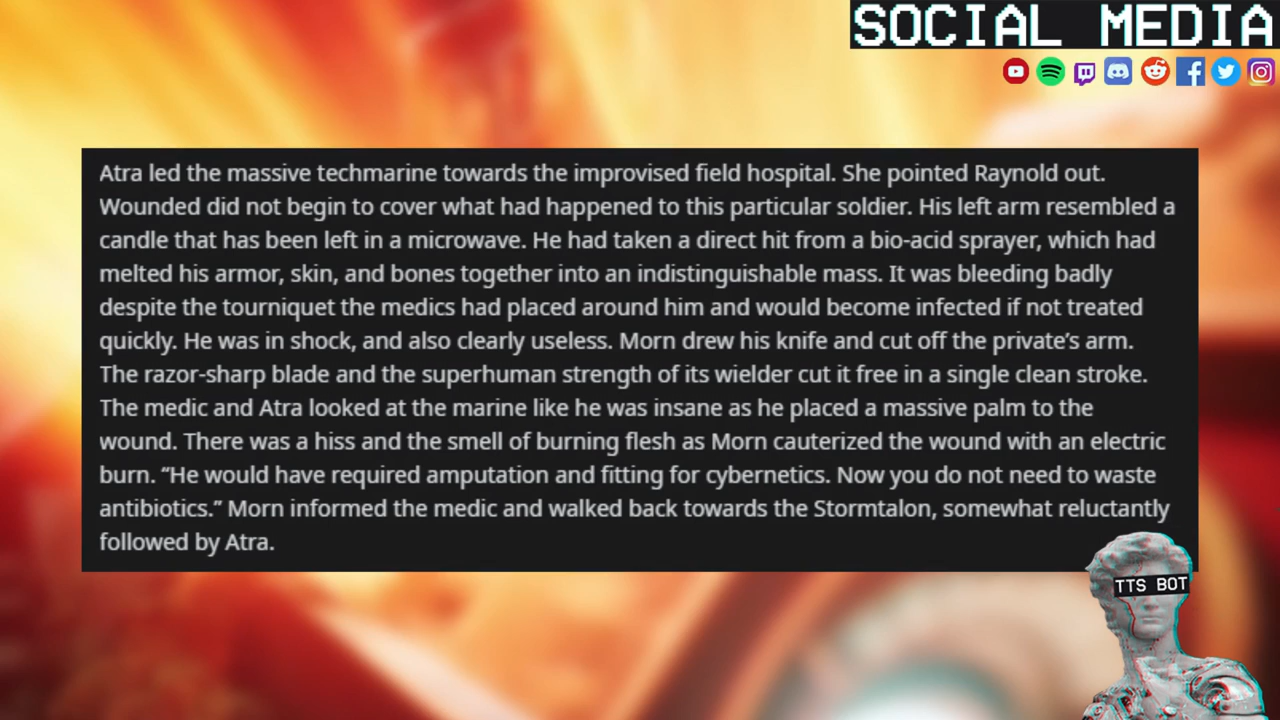 SOCIAL MEDIA
Atra led the massive techmarine towards the improvised field hospital. She pointed Raynold out.
Wounded did not begin to cover what had happened to this particular soldier. His left arm resembled a
candle that has been left in a microwave. He had taken a direct hit from a bio-acid sprayer, which had
melted his armor, skin, and bones together into an indistinguishable mass. It was bleeding badly
despite the tourniquet the medics had placed around him and would become infected if not treated
quickly. He was in shock, and also clearly useless. Morn drew his knife and cut off the private’s arm.
The razor-sharp blade and the superhuman strength of its wielder cut it free in a single clean stroke.
The medic and Atra looked at the marine like he was insane as he placed a massive palm to the
wound. There was a hiss and the smell of burning flesh as Morn cauterized the wound with an electric
burn. “He would have required amputation and fitting for cybernetics. Now you do not need to waste
antibiotics.” Morn informed the medic and walked back towards the Stormtalon, somewhat reluctantly
followed by Atra.
TTS BOT